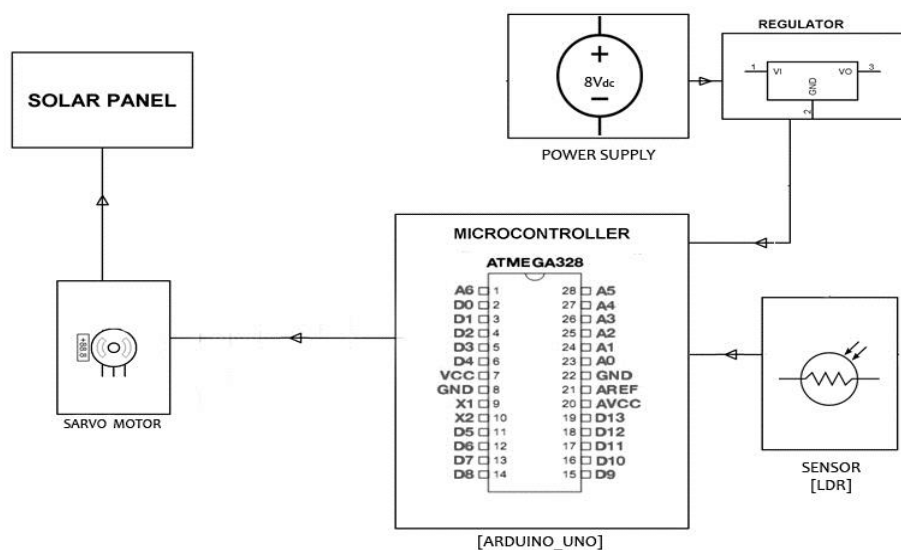 SOLAR PANEL
+
8Vdc
−
POWER SUPPLY
REGULATOR
1
VI
VO
3
GND
2
MICROCONTROLLER
ATMEGA328
A6 1 28 A5
D0 2 27 A4
D1 3 26 A3
D2 4 25 A2
D3 5 24 A1
D4 6 23 A0
VCC 7 22 GND
GND 8 21 AREF
X1 9 20 AVCC
X2 10 19 D13
D5 11 18 D12
D6 12 17 D11
D7 13 16 D10
D8 14 15 D9
[ARDUINO_UNO]
+88.8
SARVO MOTOR
SENSOR
[LDR]